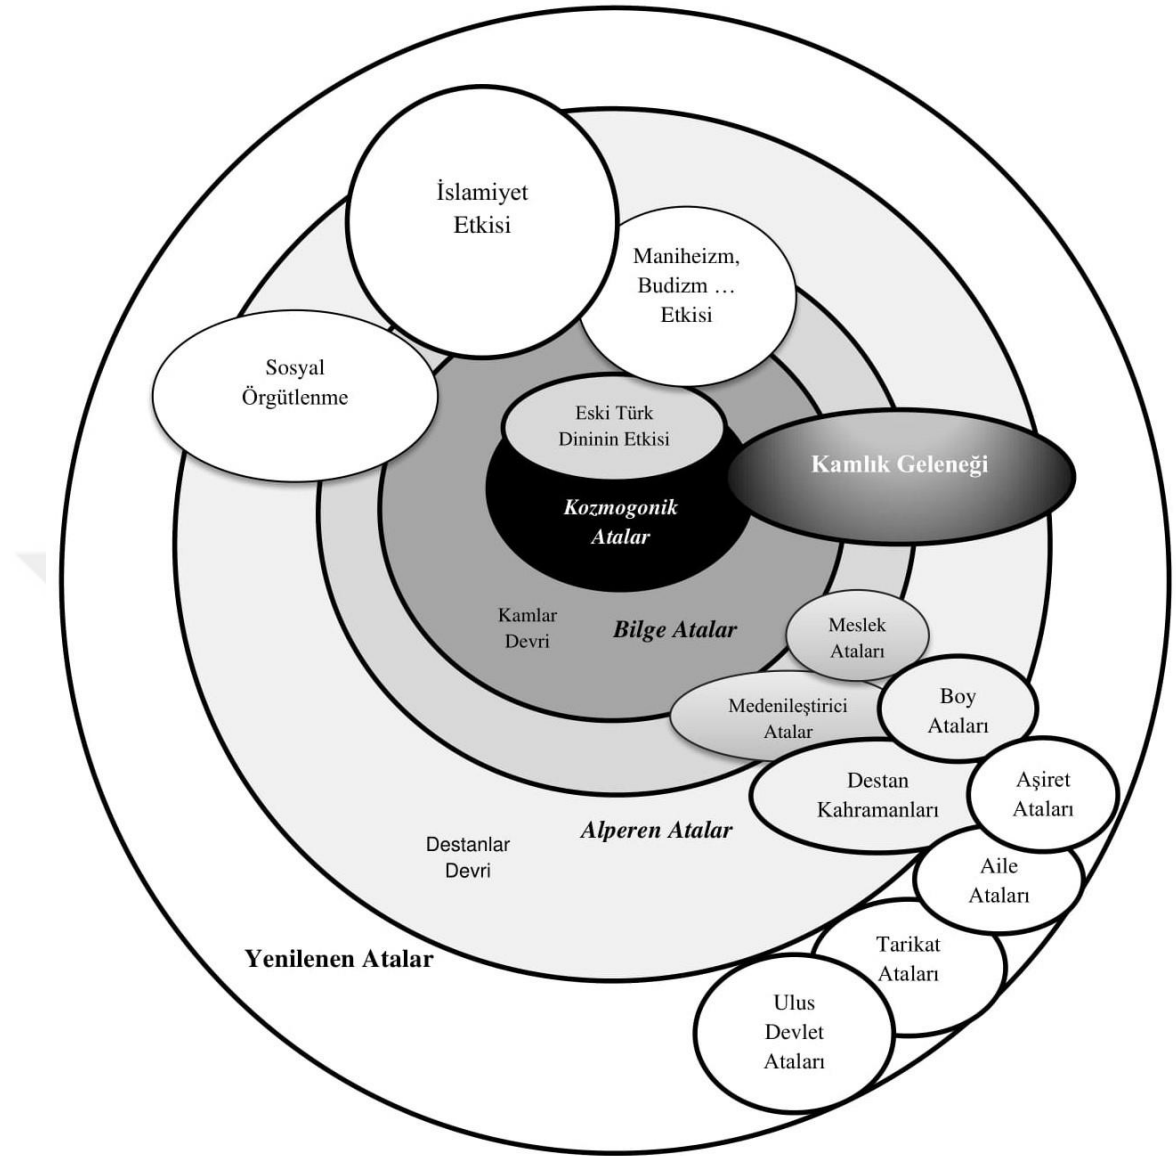 İslamiyet
Etkisi
Maniheizm,
Budizm …
Etkisi
Sosyal
Örgütlenme
Eski Türk
Dininin Etkisi
Kamlık Geleneği
Kozmogonik
Atalar
Kamlar
Devri
Bilge Atalar
Meslek
Ataları
Medenileştirici
Atalar
Boy
Ataları
Destan
Kahramanları
Aşiret
Ataları
Alperen Atalar
Destanlar
Devri
Aile
Ataları
Yenilenen Atalar
Tarikat
Ataları
Ulus
Devlet
Ataları